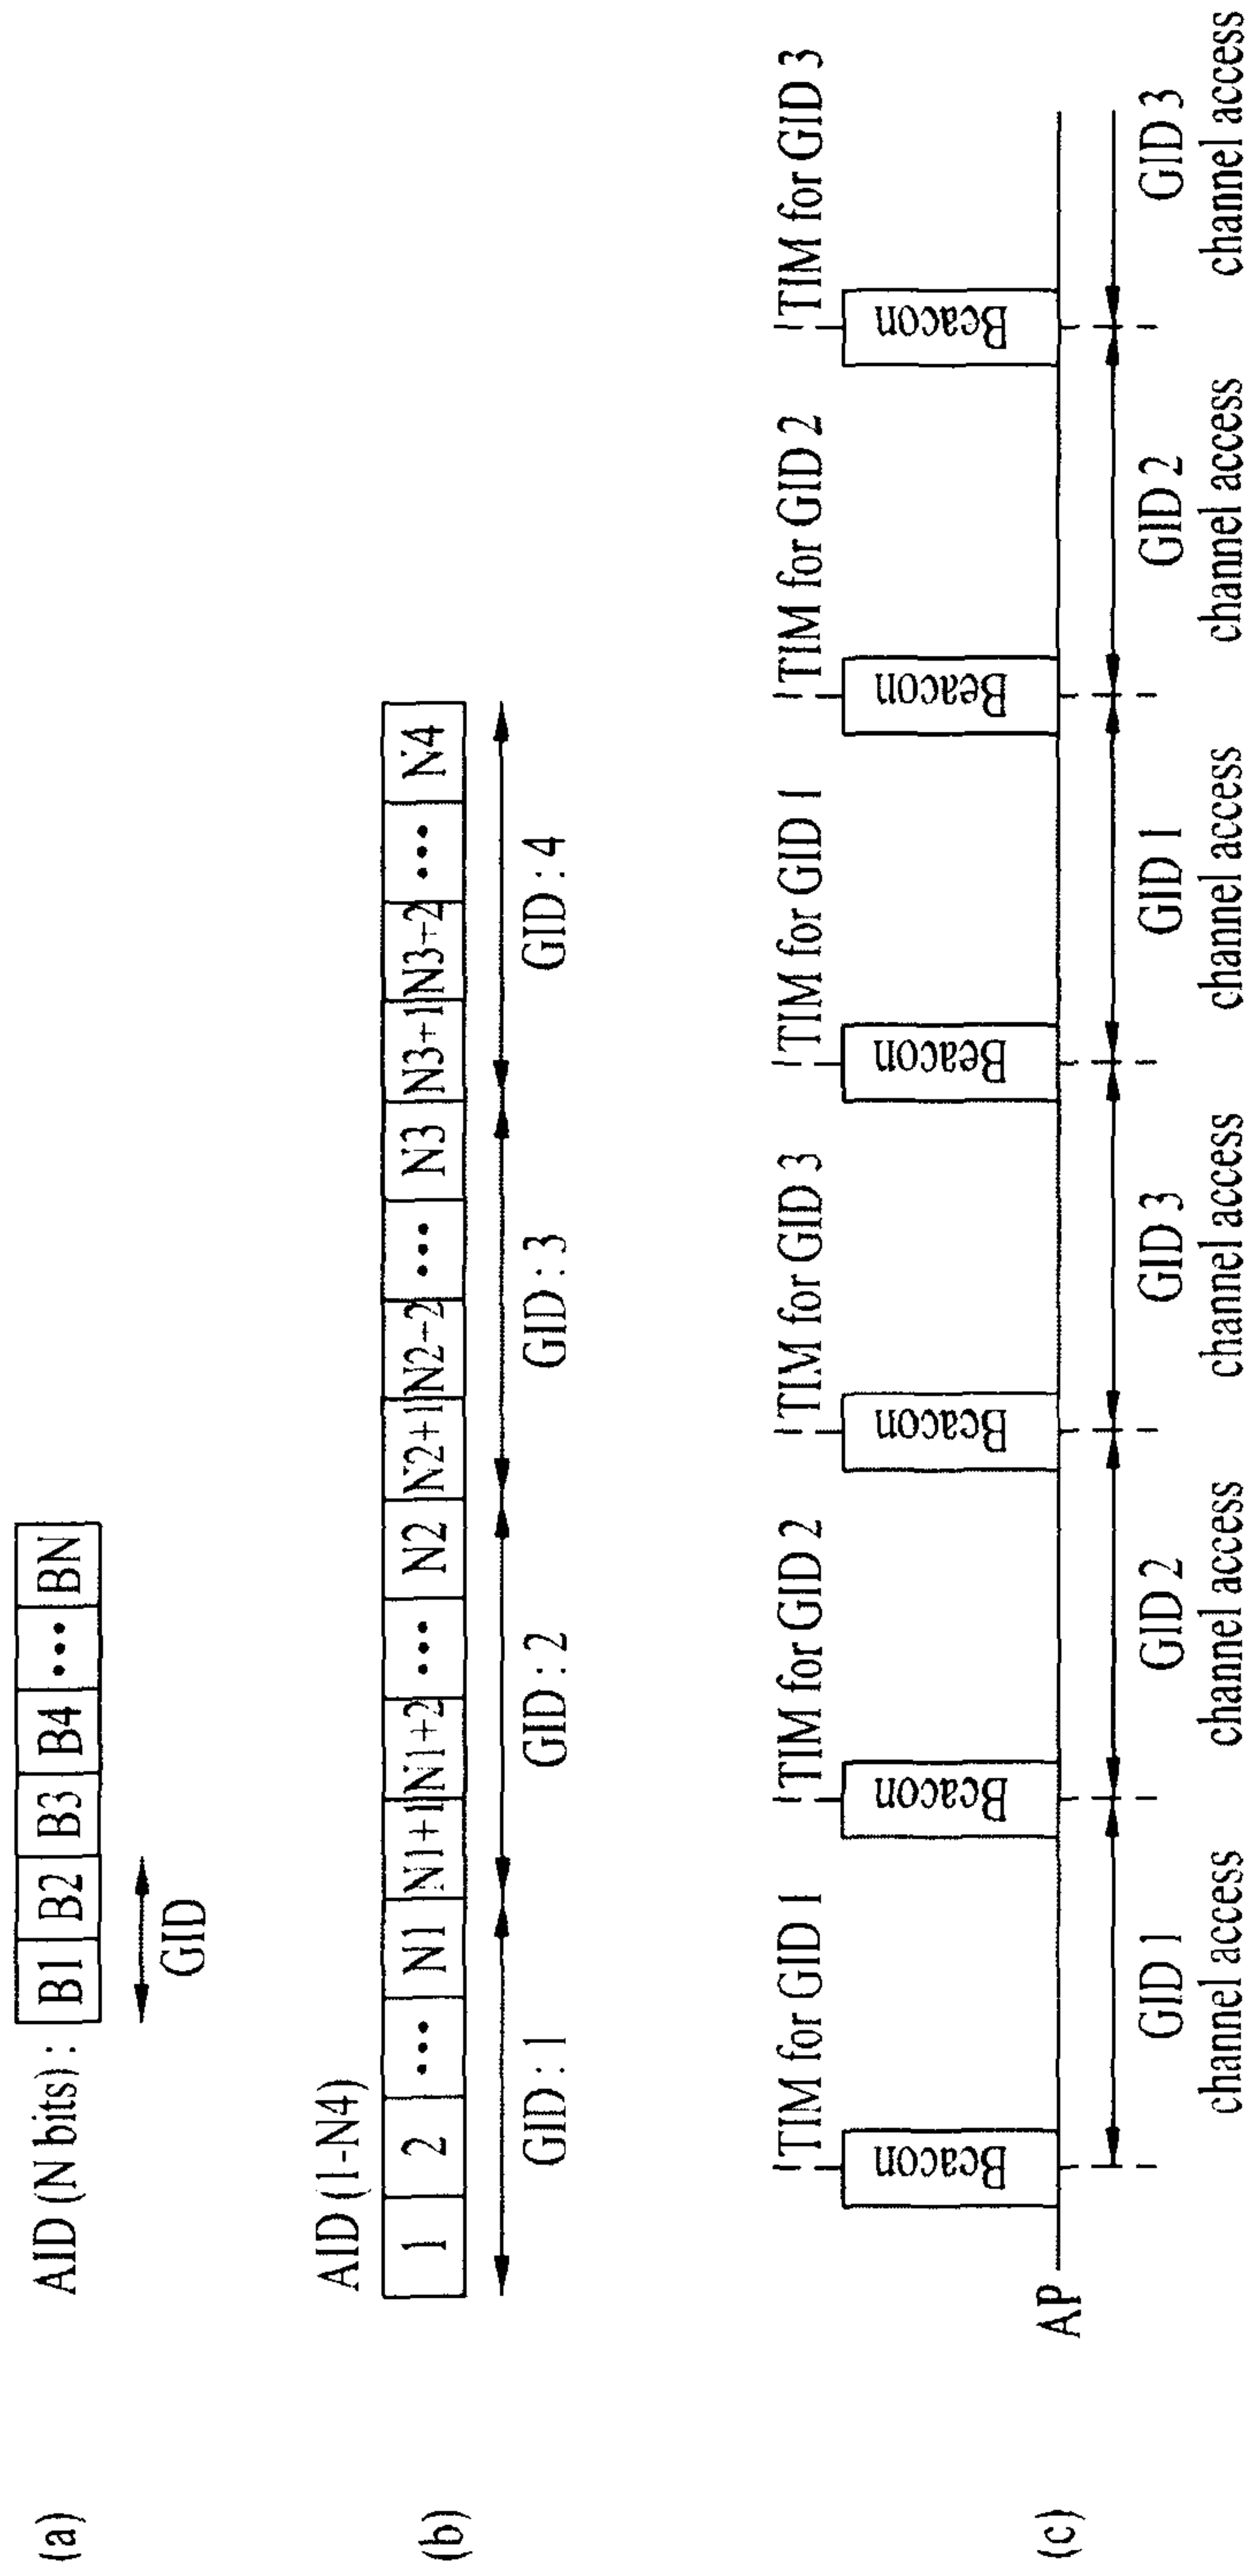 (a)
AID (N bits) :
B1 B2 B3 B4 ... BN
GID
(b)
AID (1-N4)
1 2 ... N1 N1+1 N1+2 ... N2 N2+1 N2+2 ... N3 N3+1 N3+2 ... N4
GID : 1 GID : 2 GID : 3 GID : 4
(c)
TIM for GID 1 TIM for GID 2 TIM for GID 3 TIM for GID 1 TIM for GID 2 TIM for GID 3
Beacon Beacon Beacon Beacon Beacon Beacon
AP
GID 1 GID 2 GID 3 GID 1 GID 2 GID 3
channel access channel access channel access channel access channel access channel access